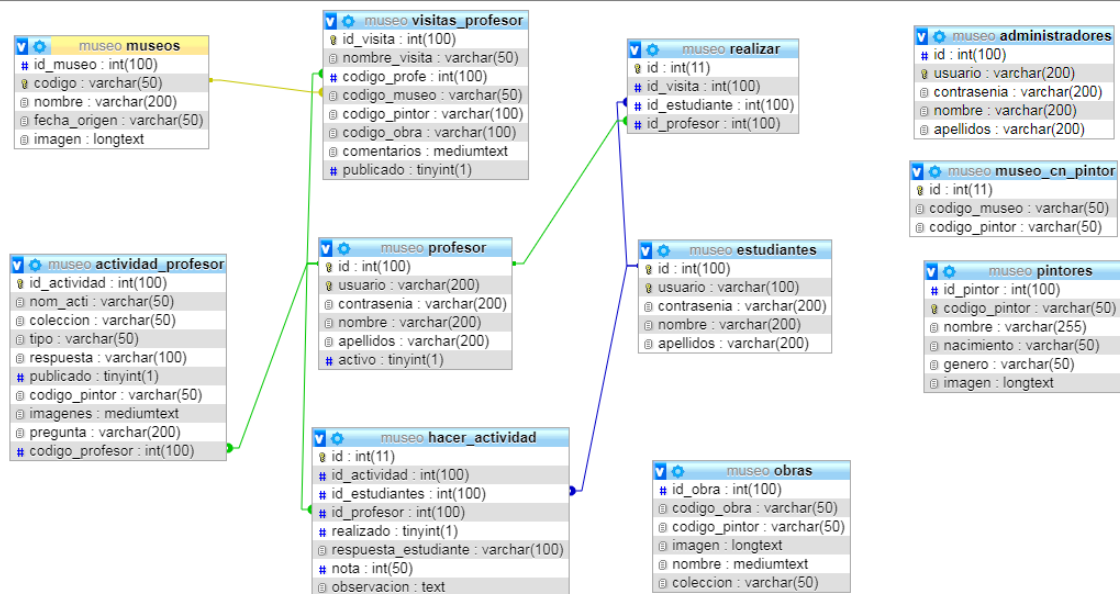 museo museos
id_museo : int(100)
codigo : varchar(50)
nombre : varchar(200)
fecha_origen : varchar(50)
imagen : longtext
museo visitas_profesor
id_visita : int(100)
nombre_visita : varchar(50)
codigo_profe : int(100)
codigo_museo : varchar(50)
codigo_pintor : varchar(100)
codigo_obra : varchar(100)
comentarios : mediumtext
publicado : tinyint(1)
museo realizar
id : int(11)
id_visita : int(100)
id_estudiante : int(100)
id_profesor : int(100)
museo administradores
id : int(100)
usuario : varchar(200)
contrasenia : varchar(200)
nombre : varchar(200)
apellidos : varchar(200)
museo museo_cn_pintor
id : int(11)
codigo_museo : varchar(50)
codigo_pintor : varchar(50)
museo actividad_profesor
id_actividad : int(100)
nom_acti : varchar(50)
coleccion : varchar(50)
tipo : varchar(50)
respuesta : varchar(100)
publicado : tinyint(1)
codigo_pintor : varchar(50)
imagenes : mediumtext
pregunta : varchar(200)
codigo_profesor : int(100)
museo profesor
id : int(100)
usuario : varchar(200)
contrasenia : varchar(200)
nombre : varchar(200)
apellidos : varchar(200)
activo : tinyint(1)
museo estudiantes
id : int(100)
usuario : varchar(100)
contrasenia : varchar(200)
nombre : varchar(200)
apellidos : varchar(200)
museo pintores
id_pintor : int(100)
codigo_pintor : varchar(50)
nombre : varchar(255)
nacimiento : varchar(50)
genero : varchar(50)
imagen : longtext
museo hacer_actividad
id : int(11)
id_actividad : int(100)
id_estudiantes : int(100)
id_profesor : int(100)
realizado : tinyint(1)
respuesta_estudiante : varchar(100)
nota : int(50)
observacion : text
museo obras
id_obra : int(100)
codigo_obra : varchar(50)
codigo_pintor : varchar(50)
imagen : longtext
nombre : mediumtext
coleccion : varchar(50)